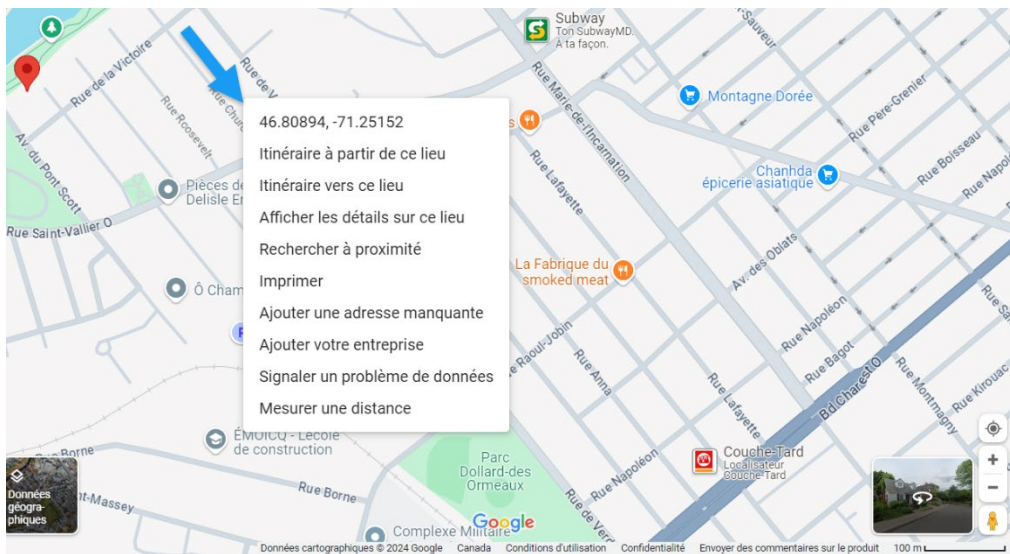 Subway
Ton SubwayMD.
À ta façon.
Rue de la Victoire
Rue de V
Rue Roosevelt
Rue Chu
Av. du Pont Scott
Rue Saint-Vallier O
Pièces de
Delisle En
Ô Cham
P
Rue Marie-de-l'Incarnation
Montagne Dorée
Rue Père-Grenier
Rue Boisseau
Rue Napo
Chanhda
épicerie asiatique
s
Rue Lafayette
La Fabrique du
smoked meat
Av. des Oblats
46.80894, -71.25152
Itinéraire à partir de ce lieu
Itinéraire vers ce lieu
Afficher les détails sur ce lieu
Rechercher à proximité
Imprimer
Ajouter une adresse manquante
Ajouter votre entreprise
Signaler un problème de données
Mesurer une distance
Rue Napoléon
Rue Bagot
Bd Charest O
Rue Montmagny
Rue Kirouac
e Raoul-Jobin
Rue Anna
Rue Lafayette
ÉMOICQ - L'école
de construction
Borne
Rue Borne
t-Massey
Parc
Dollard-des
Ormeaux
Rue Napoléon
Rue de Ver
Couche-Tard
Localisateur
Couche-Tard
Complexe Militaire
Données
géogra-
phiques
Google
Données cartographiques © 2024 Google Canada Conditions d'utilisation Confidentialité Envoyer des commentaires sur le produit 100 m